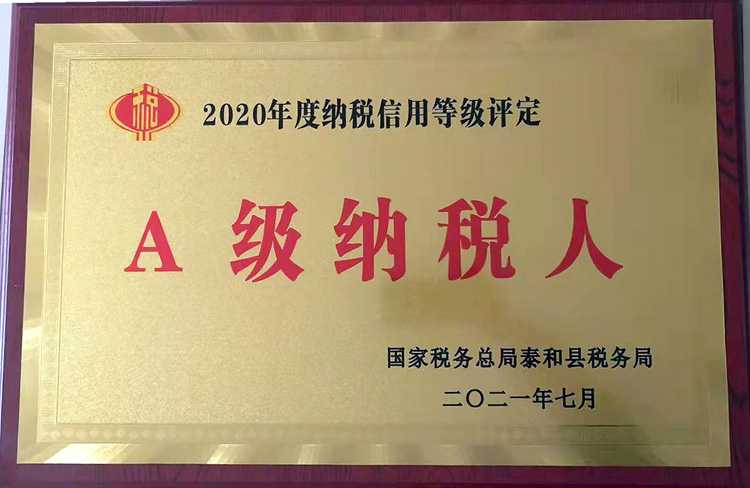 税
2020年度纳税信用等级评定
A 级纳税人
国家税务总局泰和县税务局
二〇二一年七月